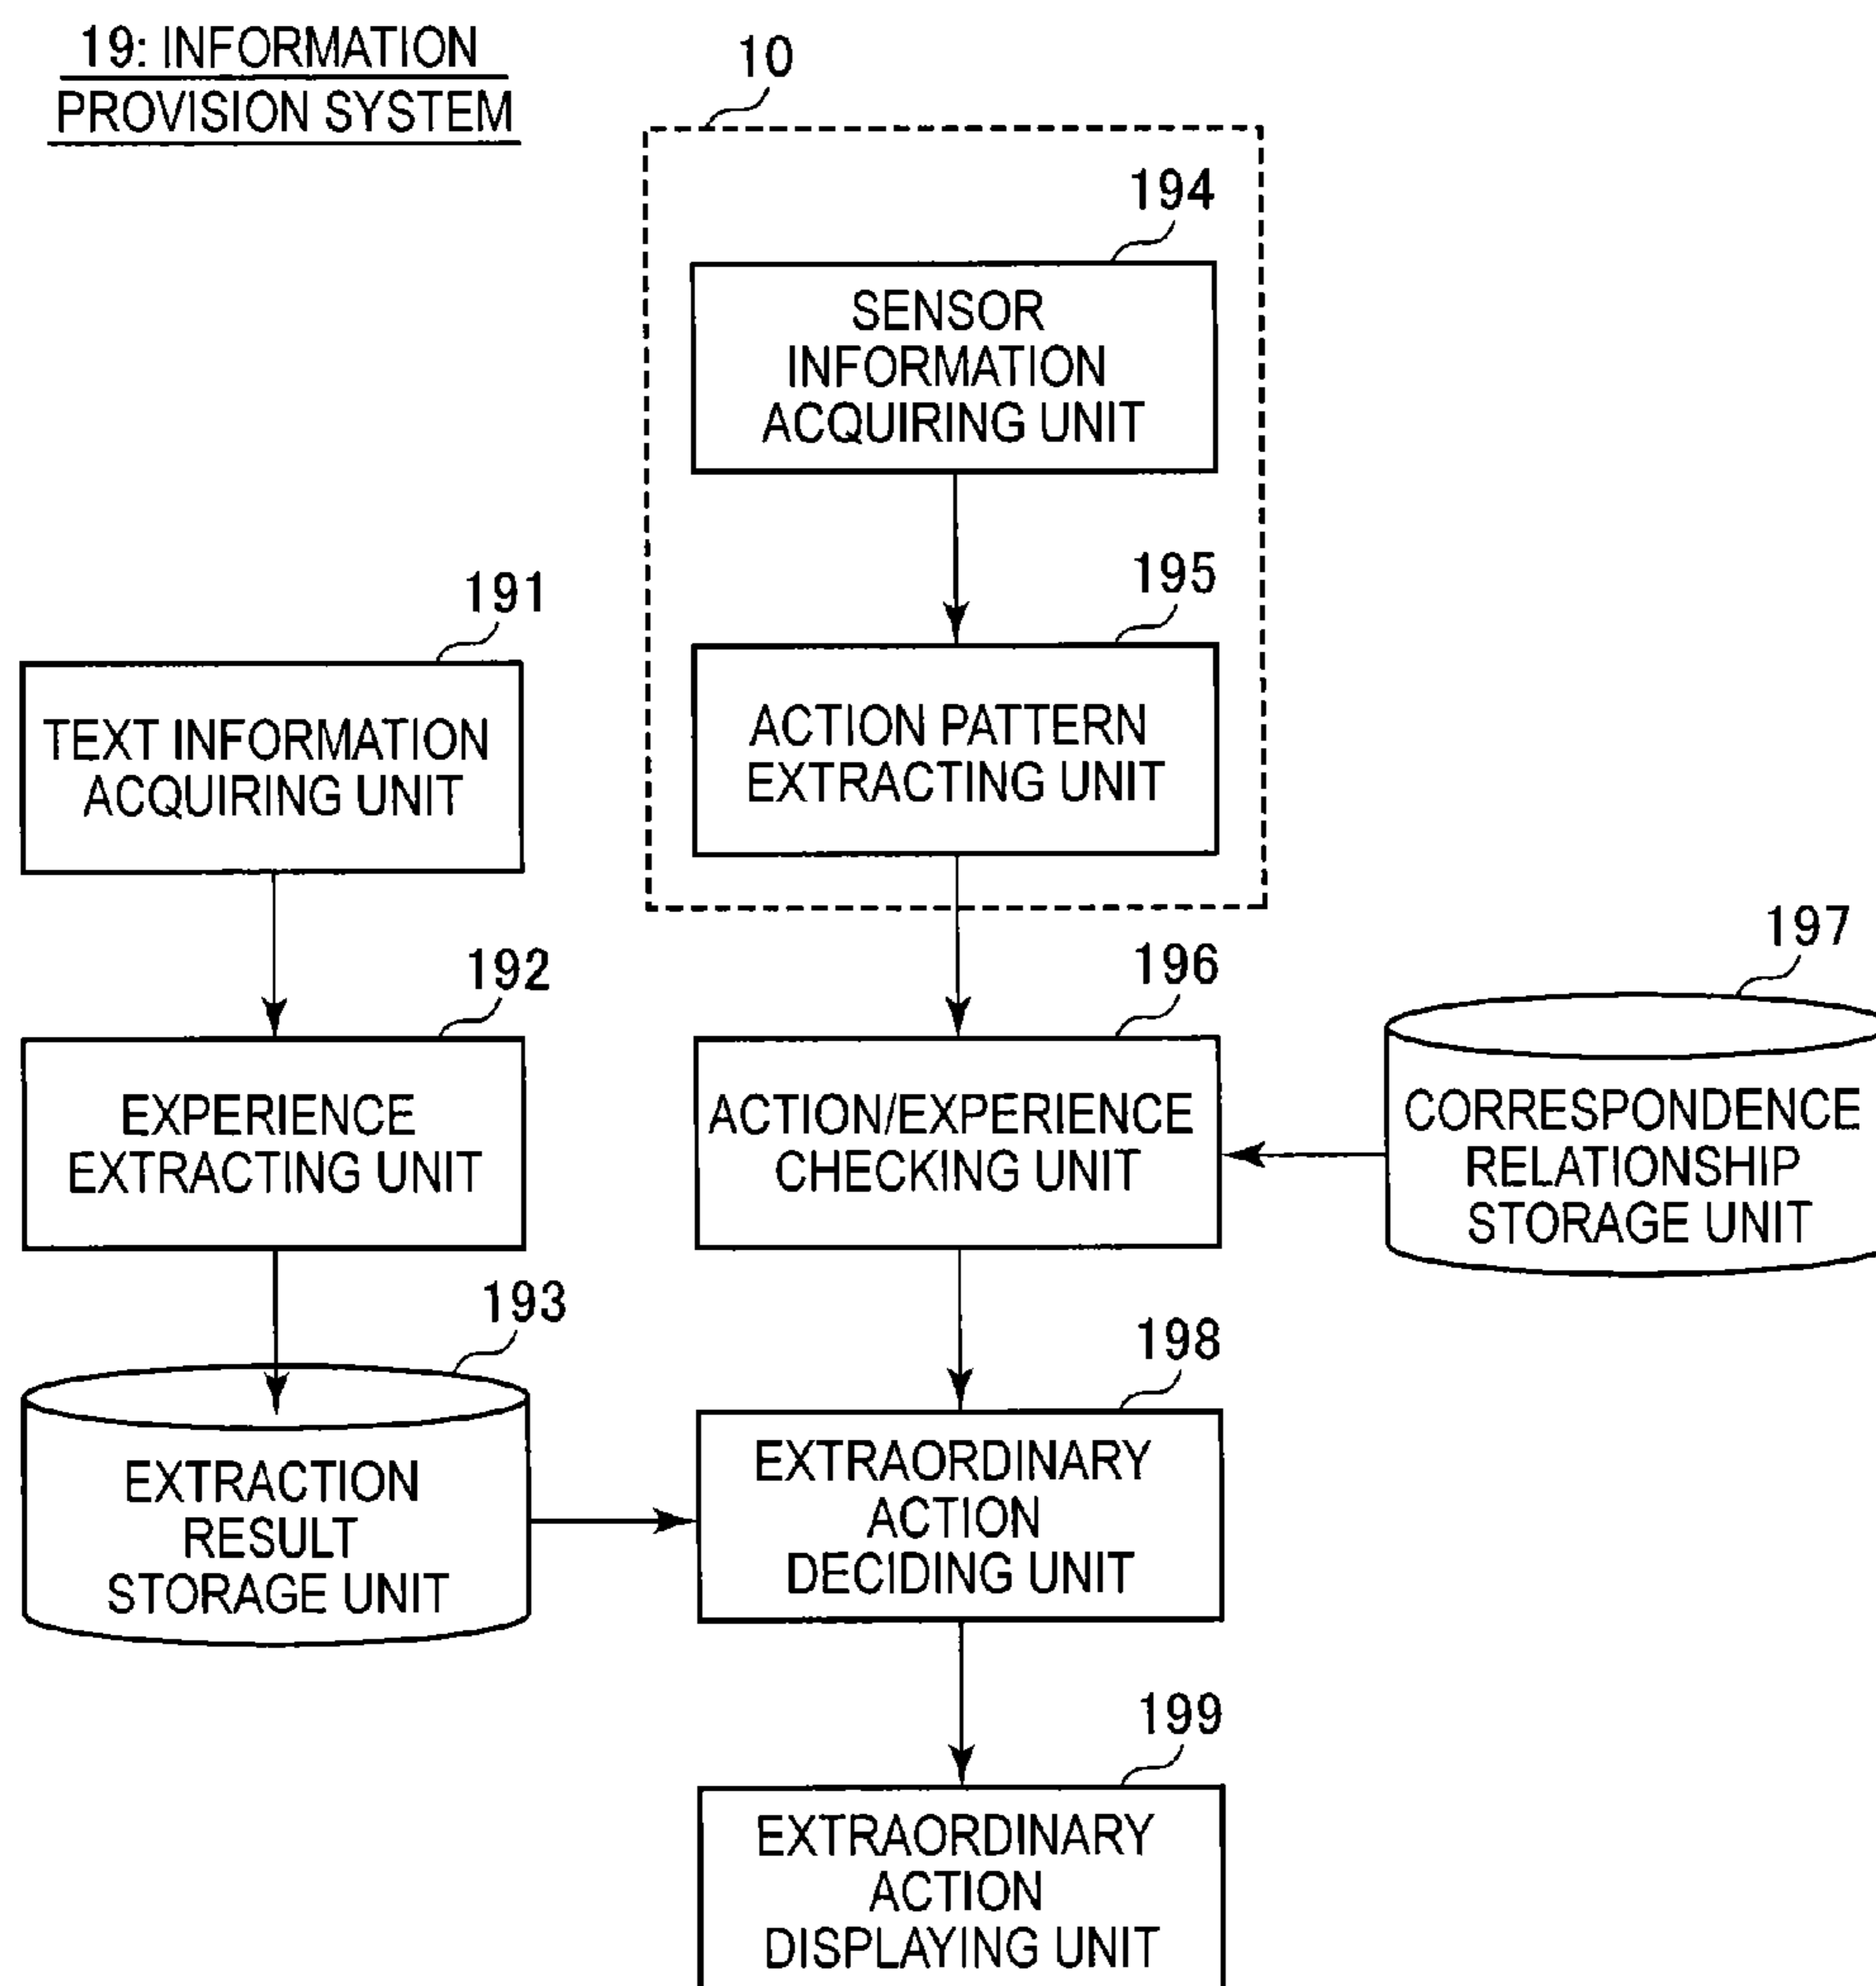 19: INFORMATION
PROVISION SYSTEM
10
194
SENSOR
INFORMATION
ACQUIRING UNIT
195
ACTION PATTERN
EXTRACTING UNIT
191
TEXT INFORMATION
ACQUIRING UNIT
192
EXPERIENCE
EXTRACTING UNIT
196
ACTION/EXPERIENCE
CHECKING UNIT
197
CORRESPONDENCE
RELATIONSHIP
STORAGE UNIT
193
EXTRACTION
RESULT
STORAGE UNIT
198
EXTRAORDINARY
ACTION
DECIDING UNIT
199
EXTRAORDINARY
ACTION
DISPLAYING UNIT